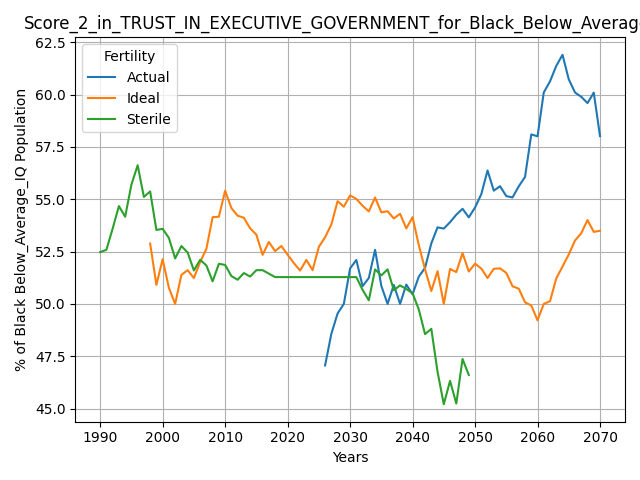 Score_2_in_TRUST_IN_EXECUTIVE_GOVERNMENT_for_Black_Below_Average
62.5
60.0
57.5
55.0
52.5
50.0
47.5
45.0
% of Black Below_Average_IQ Population
Fertility
Actual
Ideal
Sterile
1990 2000 2010 2020 2030 2040 2050 2060 2070
Years